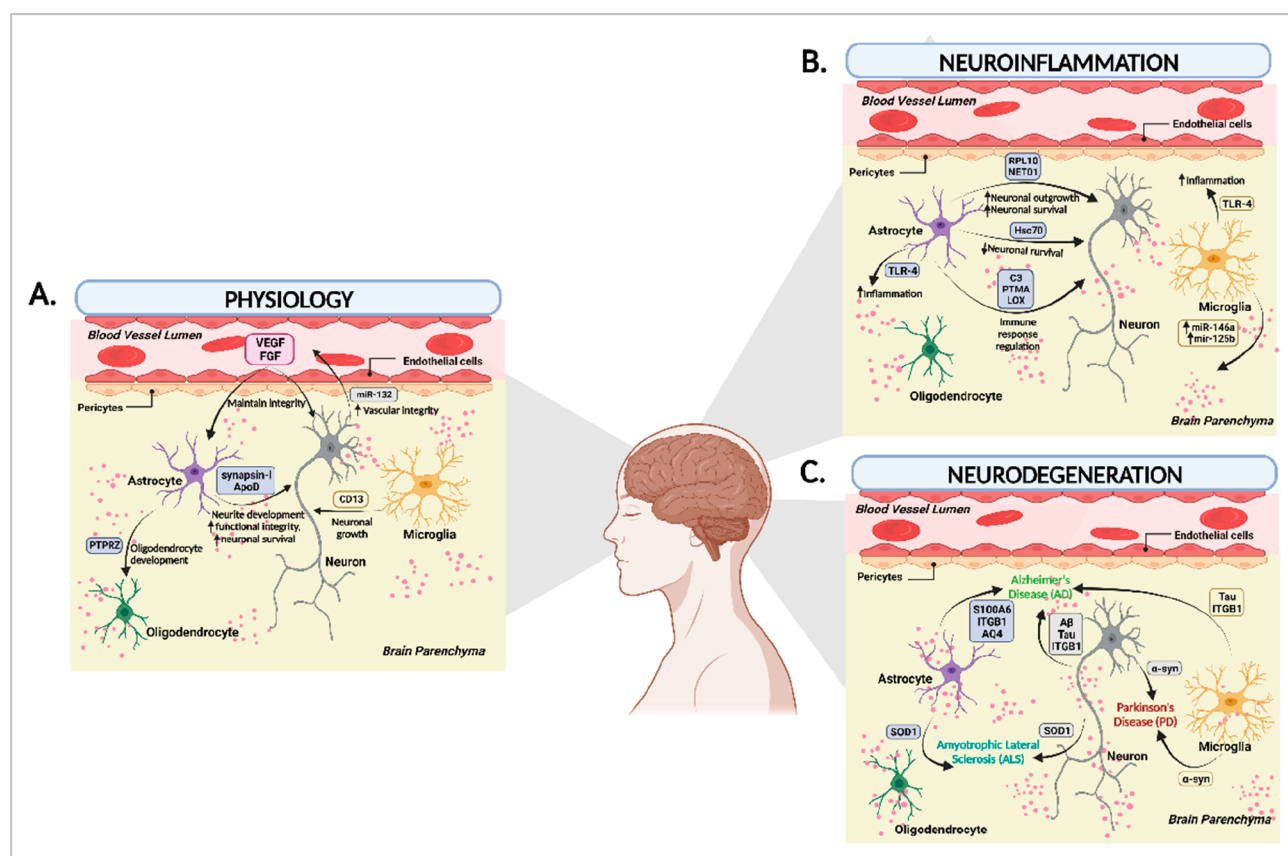 A.
PHYSIOLOGY
Blood Vessel Lumen
VEGF
FGF
Endothelial cells
Pericytes
Maintain integrity
miR-132
Vascular integrity
Astrocyte
synapsin-I
ApoD
Neurite development
functional integrity,
neuronal survival
CD13
Neuronal
growth
Microglia
PTPRZ
Oligodendrocyte
development
Neuron
Oligodendrocyte
Brain Parenchyma
B.
NEUROINFLAMMATION
Blood Vessel Lumen
Endothelial cells
Pericytes
RPL10
NETO1
Neuronal outgrowth
Neuronal survival
Inflammation
TLR-4
Astrocyte
Hsc70
Neuronal rurvival
TLR-4
Inflammation
C3
PTMA
LOX
Immune
response
regulation
Neuron
Microglia
miR-146a
mir-125b
Oligodendrocyte
Brain Parenchyma
C.
NEURODEGENERATION
Blood Vessel Lumen
Endothelial cells
Pericytes
Alzheimer's
Disease (AD)
S100A6
ITGB1
AQ4
Aβ
Tau
ITGB1
Tau
ITGB1
Astrocyte
α-syn
Parkinson's
Disease (PD)
Microglia
SOD1
SOD1
Amyotrophic Lateral
Sclerosis (ALS)
Neuron
α-syn
Oligodendrocyte
Brain Parenchyma